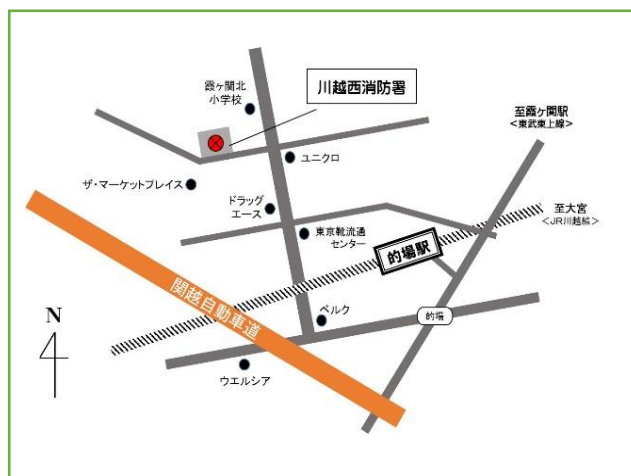 霞ヶ関北
小学校
川越西消防署
至霞ヶ関駅
<東武東上線>
ユニクロ
ザ・マーケットプレイス
ドラッグ
エース
至大宮
<JR川越線>
東京靴流通
センター
的場駅
関越自動車道
N
ベルク
的場
ウエルシア